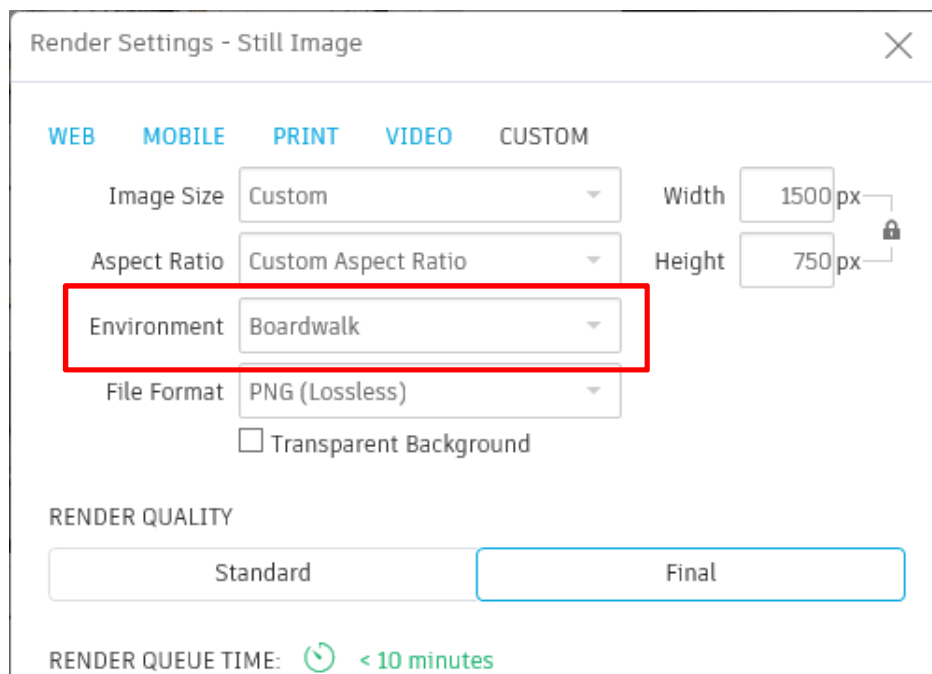 Render Settings - Still Image
WEB MOBILE PRINT VIDEO CUSTOM
Image Size Custom Width 1500 px
Aspect Ratio Custom Aspect Ratio Height 750 px
Environment Boardwalk
File Format PNG (Lossless)
Transparent Background
RENDER QUALITY
Standard Final
RENDER QUEUE TIME: < 10 minutes